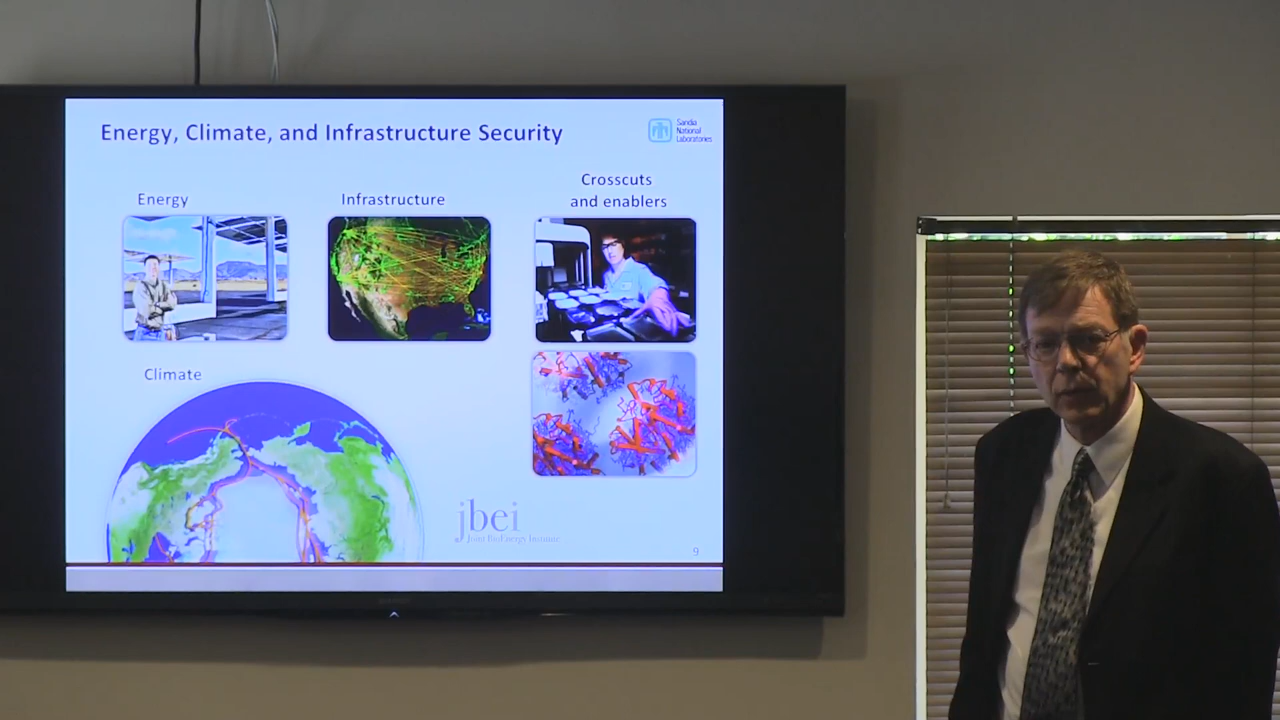 Energy, Climate, and Infrastructure Security
Sandia
National
Laboratories
Energy
Infrastructure
Crosscuts
and enablers
Climate
jbei
Joint BioEnergy Institute
9